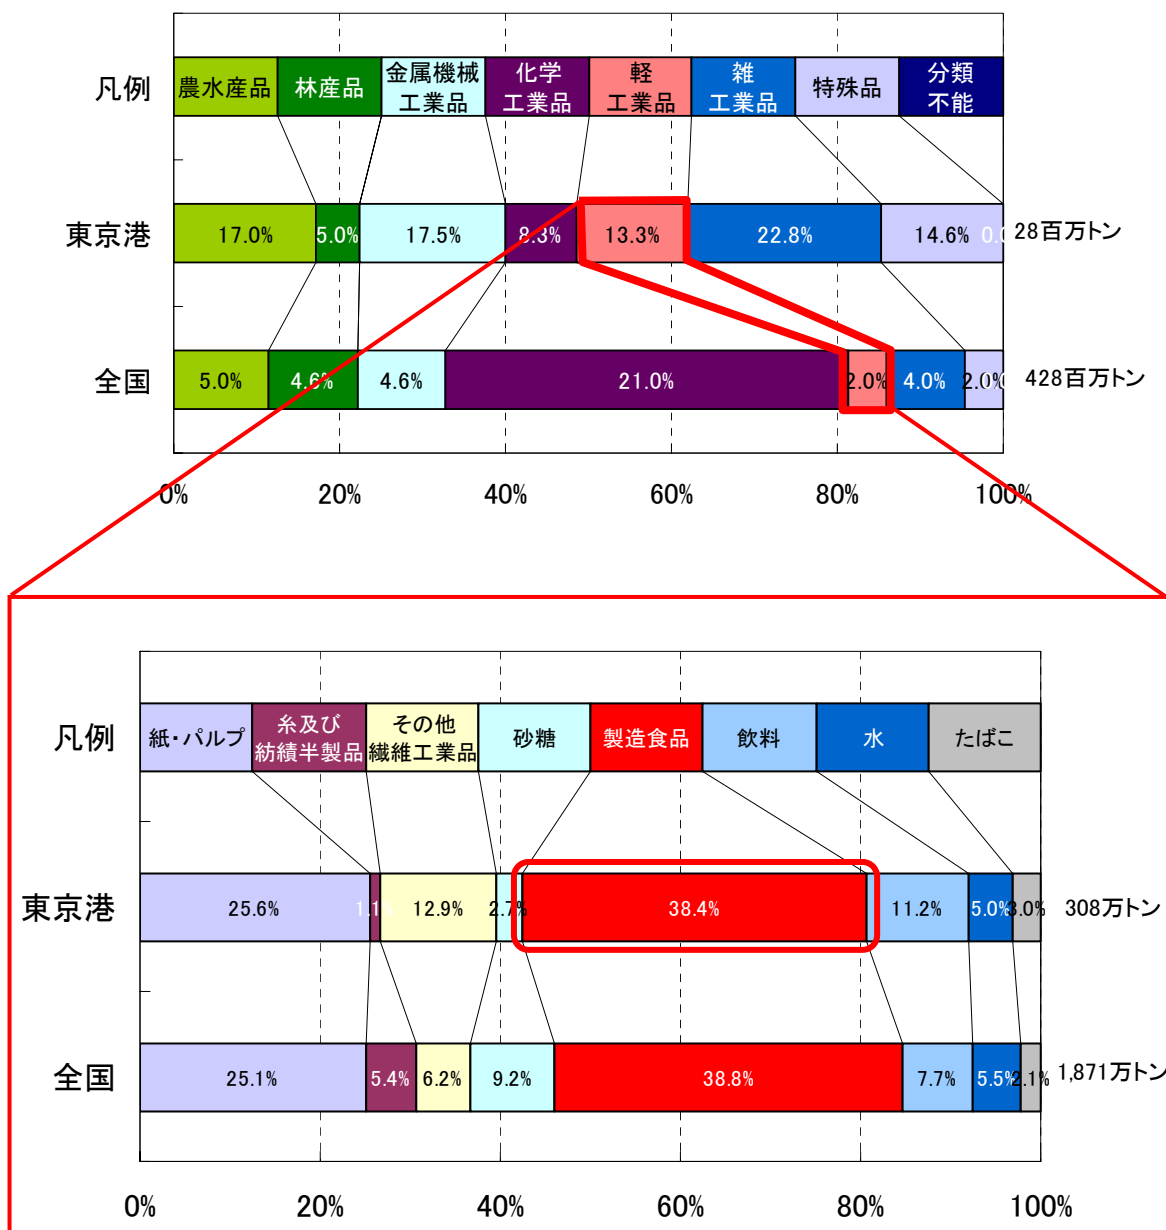 凡例
農水産品
林産品
金属機械
工業品
化学
工業品
軽
工業品
雑
工業品
特殊品
分類
不能
東京港
17.0%
5.0%
17.5%
8.3%
13.3%
22.8%
14.6%
28百万トン
全国
5.0%
4.6%
4.6%
21.0%
2.0%
4.0%
2.0%
428百万トン
0%
20%
40%
60%
80%
100%
凡例
紙・パルプ
糸及び
紡績半製品
その他
繊維工業品
砂糖
製造食品
飲料
水
たばこ
東京港
25.6%
1.1%
12.9%
2.7%
38.4%
11.2%
5.0%
3.0%
308万トン
全国
25.1%
5.4%
6.2%
9.2%
38.8%
7.7%
5.5%
2.1%
1,871万トン
0%
20%
40%
60%
80%
100%